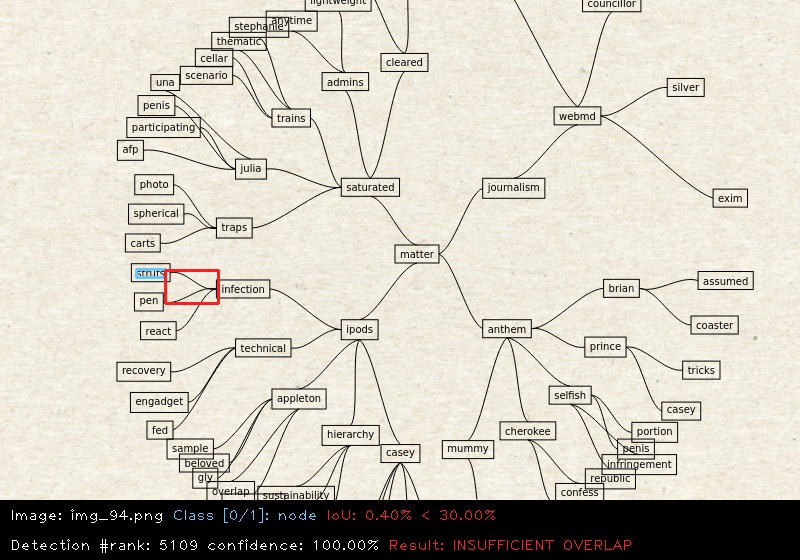 lightweight
councillor
anytime
stephanie
thematic
cleared
cellar
scenario
una
admins
silver
penis
webmd
trains
participating
afp
julia
photo
saturated
journalism
exim
spherical
traps
carts
matter
struts
infection
brian
assumed
pen
react
ipods
anthem
coaster
technical
prince
recovery
tricks
engadget
appleton
selfish
casey
fed
hierarchy
cherokee
portion
sample
casey
mummy
penis
beloved
infringement
gly
republic
overlap
sustainability
confess
Image: img_94.png Class [0/1]: node IoU: 0.40% < 30.00%
Detection #rank: 5109 confidence: 100.00% Result: INSUFFICIENT OVERLAP